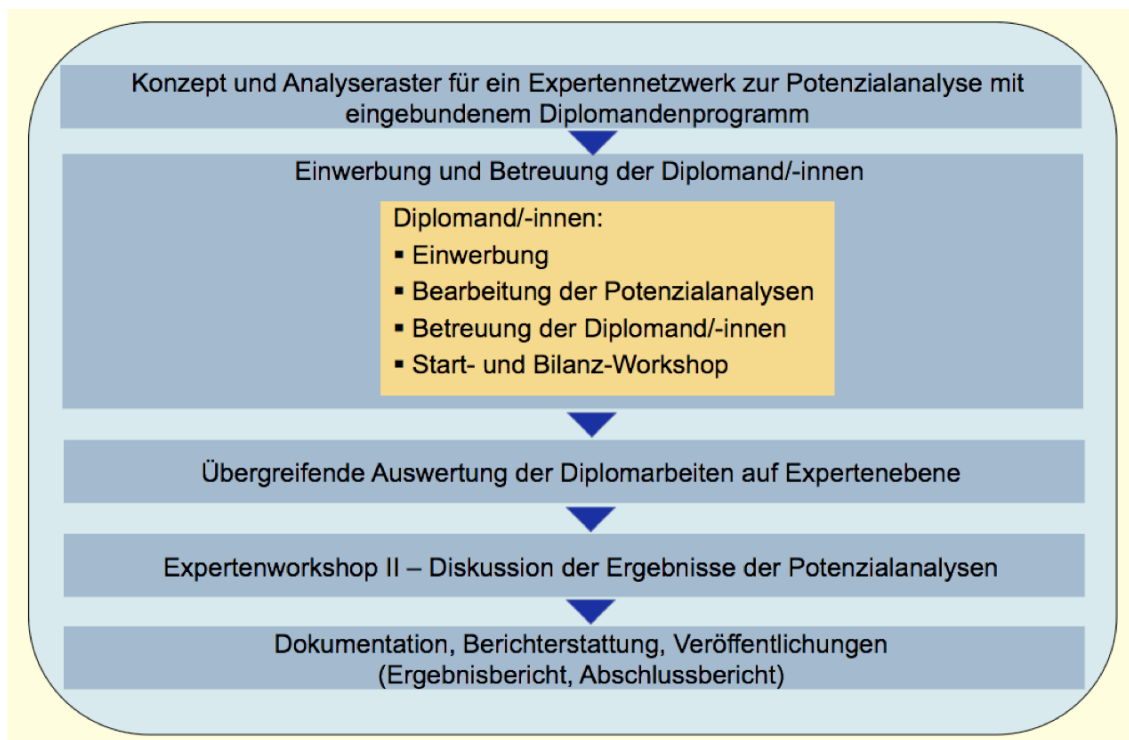 Konzept und Analyseraster für ein Expertennetzwerk zur Potenzialanalyse mit
eingebundenem Diplomandenprogramm
Einwerbung und Betreuung der Diplomand/-innen
Diplomand/-innen:
▪ Einwerbung
▪ Bearbeitung der Potenzialanalysen
▪ Betreuung der Diplomand/-innen
▪ Start- und Bilanz-Workshop
Übergreifende Auswertung der Diplomarbeiten auf Expertenebene
Expertenworkshop II – Diskussion der Ergebnisse der Potenzialanalysen
Dokumentation, Berichterstattung, Veröffentlichungen
(Ergebnisbericht, Abschlussbericht)